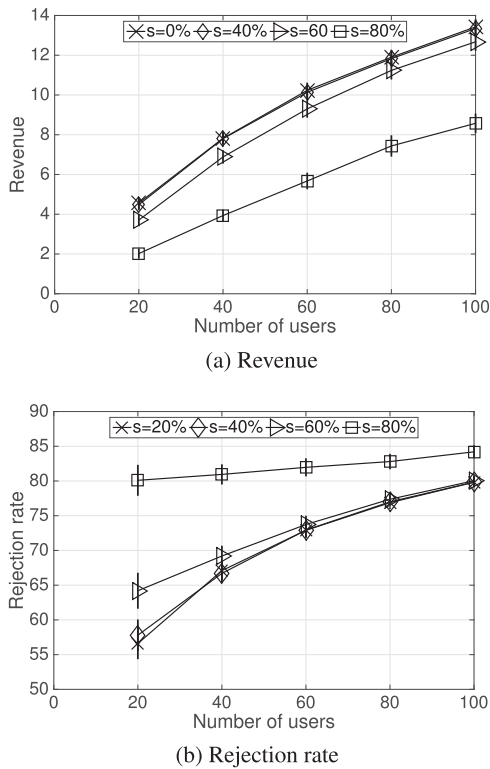 14
12
10
8
6
4
2
0
Revenue
s=0% s=40% s=60 s=80%
0 20 40 60 80 100
Number of users
(a) Revenue
90
85
80
75
70
65
60
55
50
Rejection rate
s=20% s=40% s=60% s=80%
0 20 40 60 80 100
Number of users
(b) Rejection rate